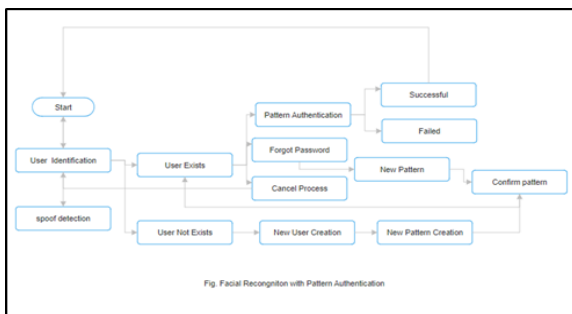 Successful
Start
Pattern Authentication
Failed
User Identification
User Exists
Forgot Password
New Pattern
Confirm pattern
Cancel Process
spoof detection
User Not Exists
New User Creation
New Pattern Creation
Fig. Facial Recongniton with Pattern Authentication